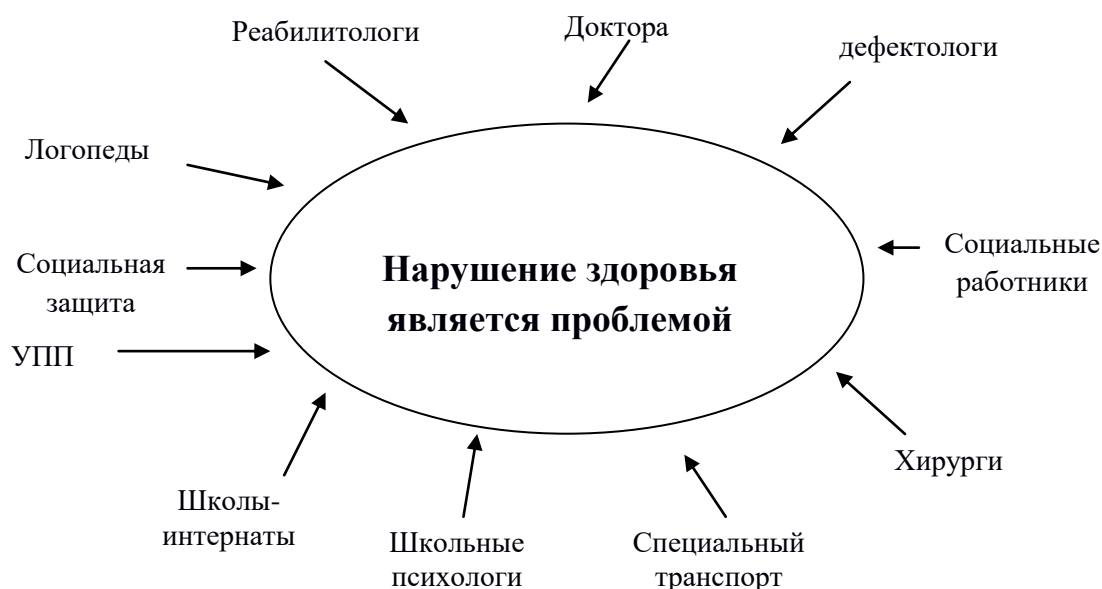 Реабилитологи
Доктора
дефектологи
Логопеды
Социальная
защита
Социальные
работники
Нарушение здоровья
является проблемой
УПП
Хирурги
Школы-
интернаты
Школьные
психологи
Специальный
транспорт